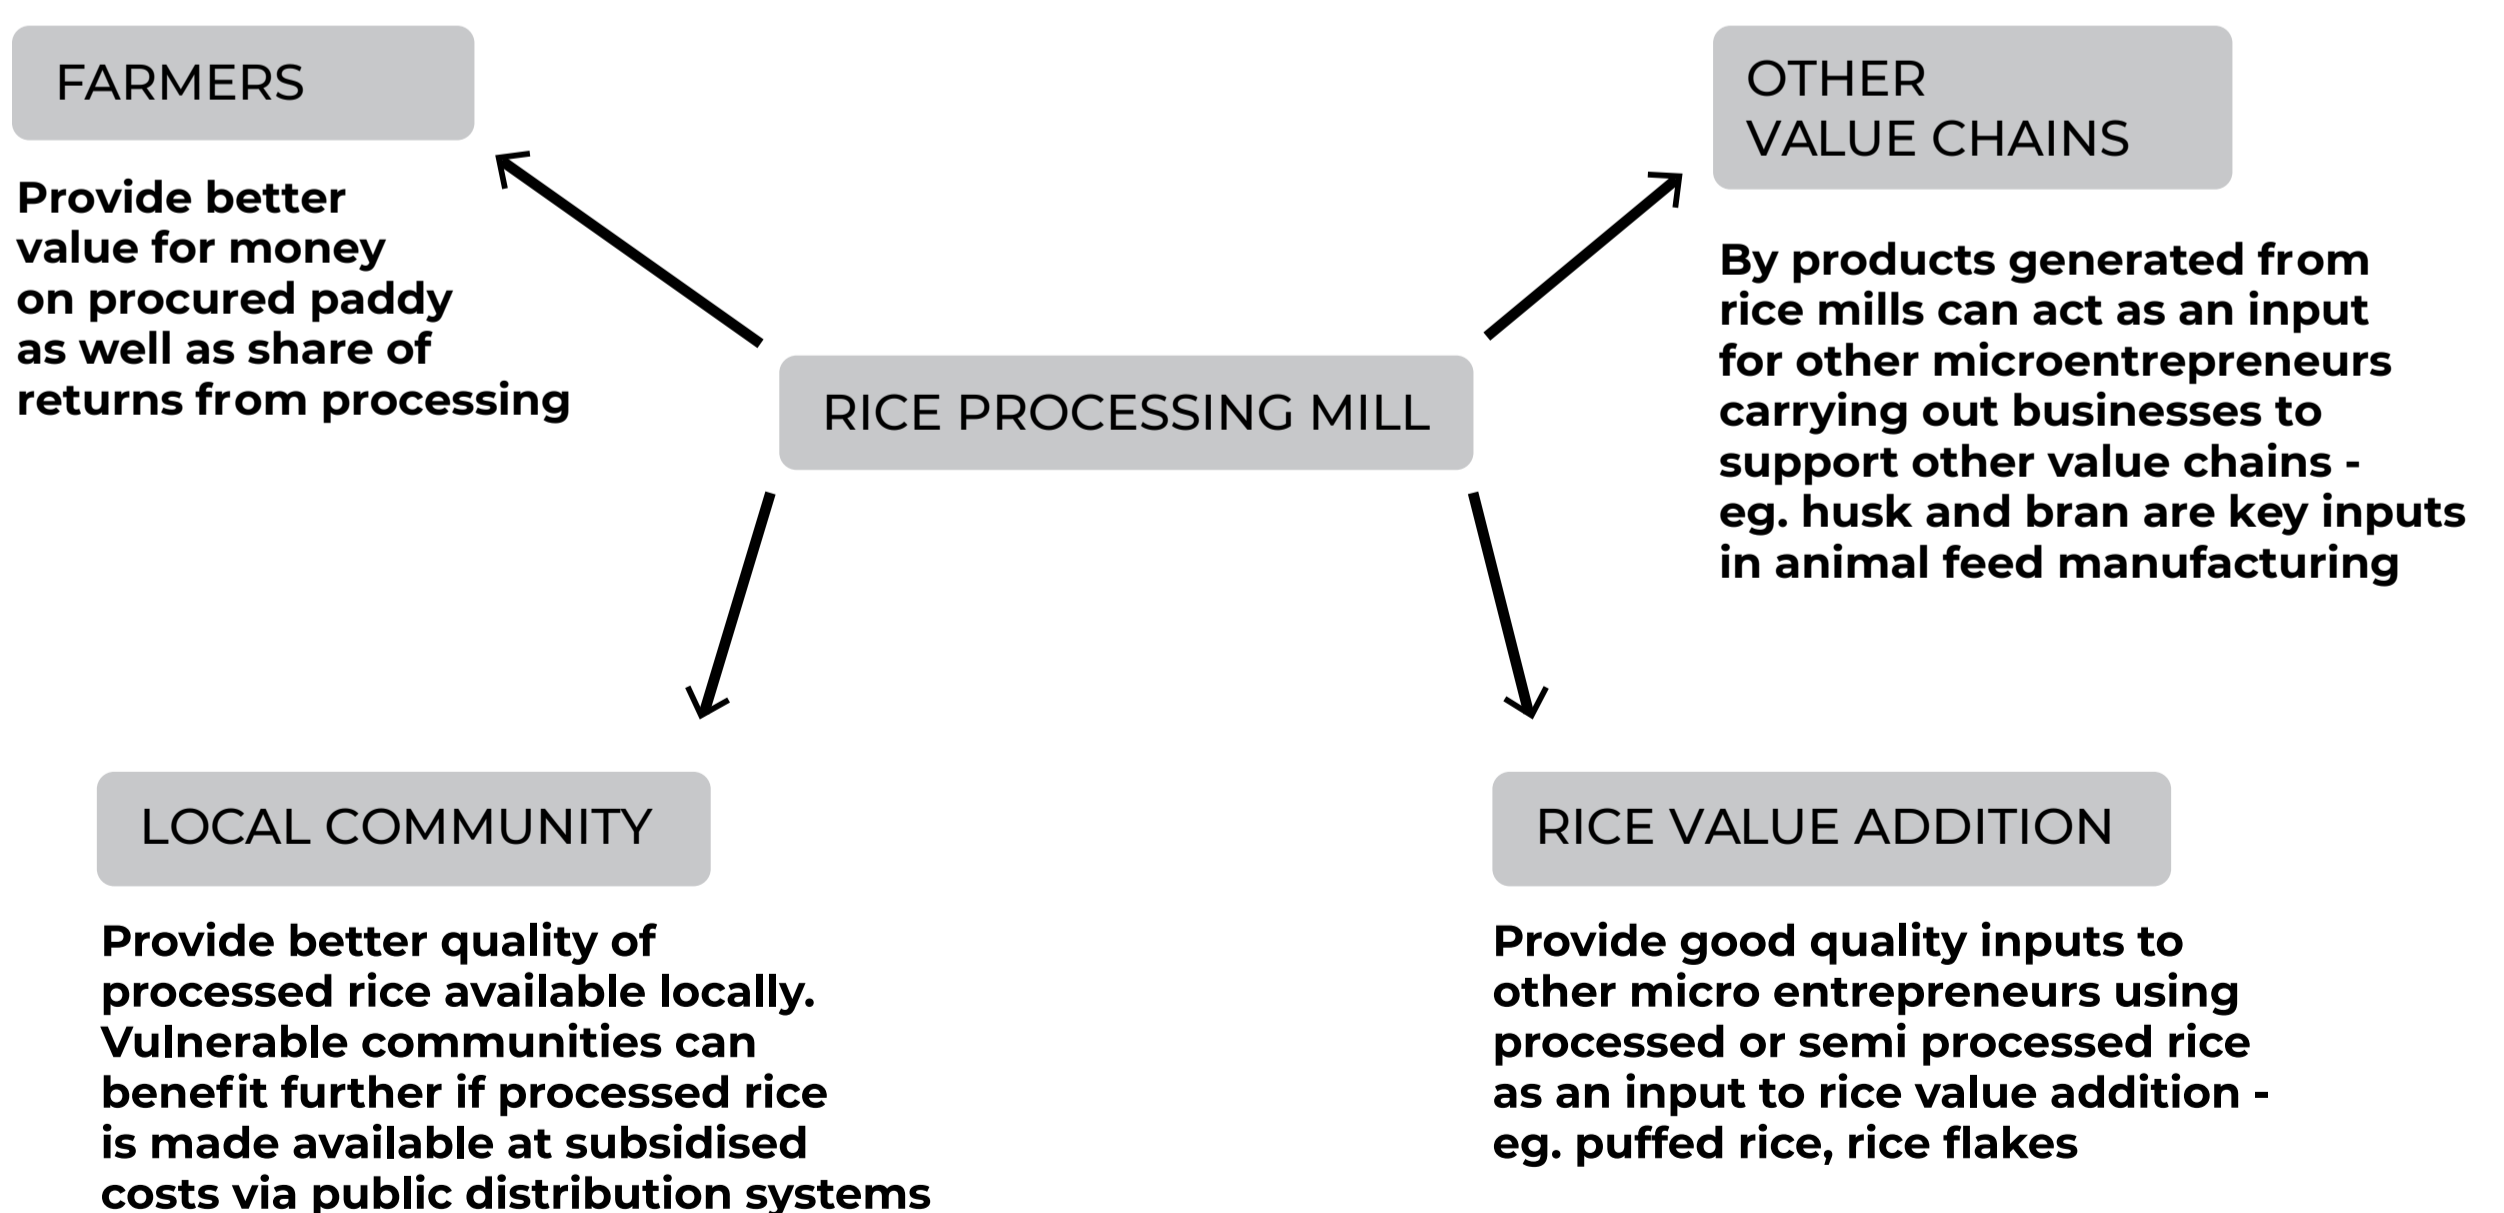 FARMERS
Provide better
value for money
on procured paddy
as well as share of
returns from processing
OTHER
VALUE CHAINS
By products generated from
rice mills can act as an input
for other microentrepreneurs
carrying out businesses to
support other value chains -
eg. husk and bran are key inputs
in animal feed manufacturing
RICE PROCESSING MILL
LOCAL COMMUNITY
Provide better quality of
processed rice available locally.
Vulnerable communities can
benefit further if processed rice
is made available at subsidised
costs via public distribution systems
RICE VALUE ADDITION
Provide good quality inputs to
other micro entrepreneurs using
processed or semi processed rice
as an input to rice value addition -
eg. puffed rice, rice flakes